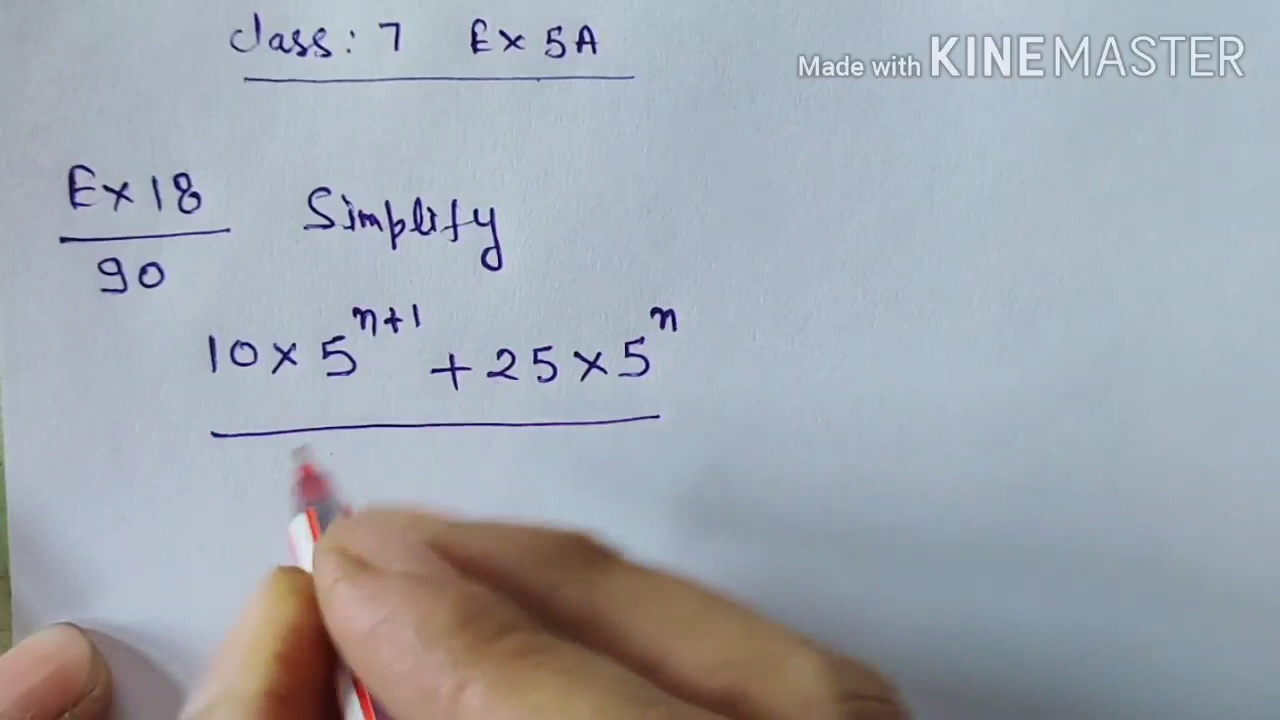 Class: 7 Ex 5A
Made with KINEMASTER
Ex 18
90
Simplify
10 × 5^{n+1} + 25 × 5^n